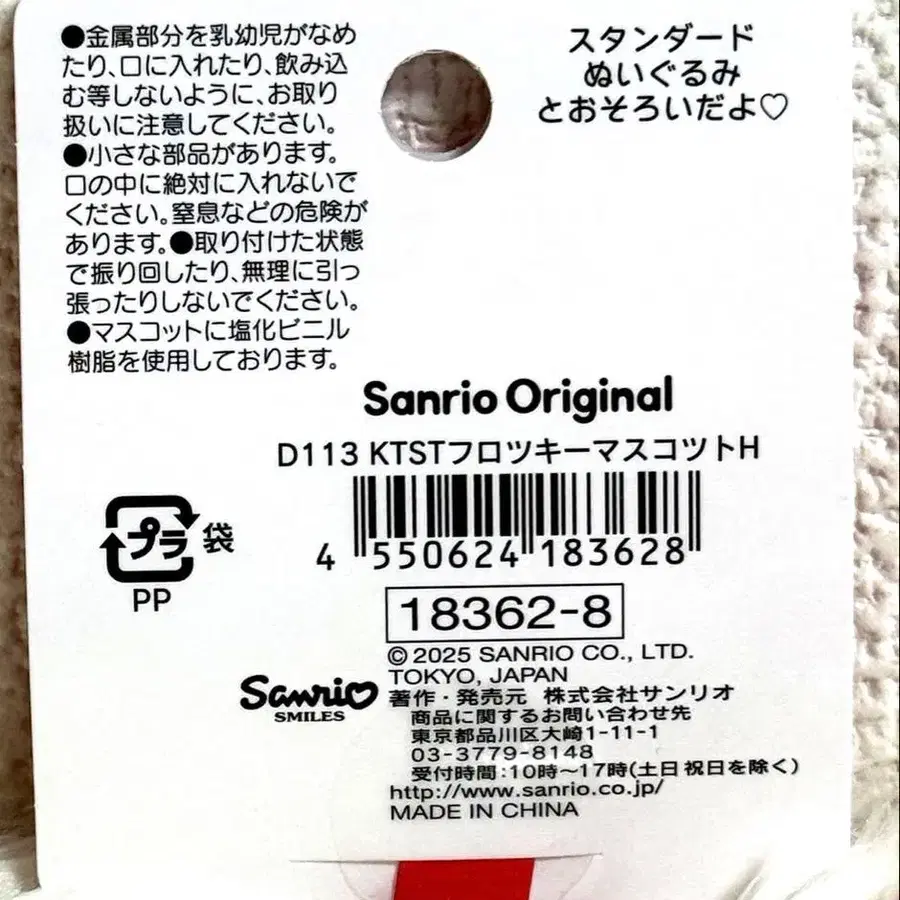 ●金属部分を乳幼児がなめ
たり、口に入れたり、飲み込
む等しないように、お取り
扱いに注意してください。
●小さな部品があります。
口の中に絶対に入れないで
ください。窒息などの危険が
あります。●取り付けた状態
で振り回したり、無理に引っ
張ったりしないでください。
●マスコットに塩化ビニル
樹脂を使用しております。
スタンダード
ぬいぐるみ
とおそろいだよ♡
Sanrio Original
D113 KTSTフロツキーマスコツトH
4 550624 183628
プラ 袋
PP
18362-8
© 2025 SANRIO CO., LTD.
TOKYO, JAPAN
Sanrio
SMILES
著作・発売元 株式会社サンリオ
商品に関するお問い合わせ先
東京都品川区大崎1-11-1
03-3779-8148
受付時間:10時～17時(土日祝日を除く)
http://www.sanrio.co.jp/
MADE IN CHINA